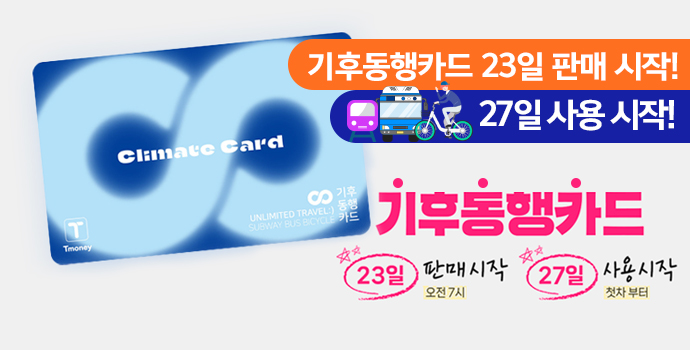 기후동행카드 23일 판매 시작!
27일 사용 시작!
Climate Card
기후
동행
카드
UNLIMITED TRAVEL:)
SUBWAY BUS BICYCLE
T
Tmoney
기후동행카드
23일 판매시작
오전 7시
27일 사용시작
첫차 부터